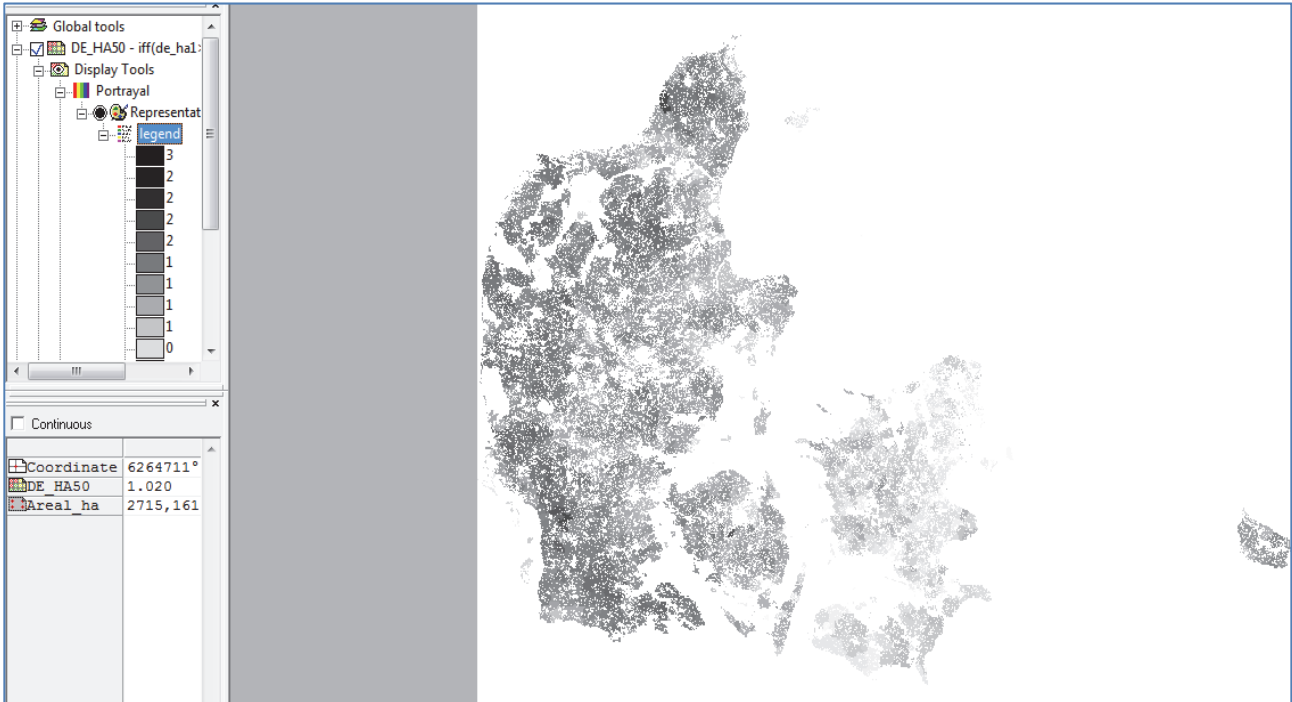 Global tools
DE_HA50 - iff(de_ha1>
Display Tools
Portrayal
Representat
legend
3
2
2
2
2
1
1
1
1
0
Continuous
Coordinate 6264711°
DE_HA50 1.020
Areal_ha 2715,161